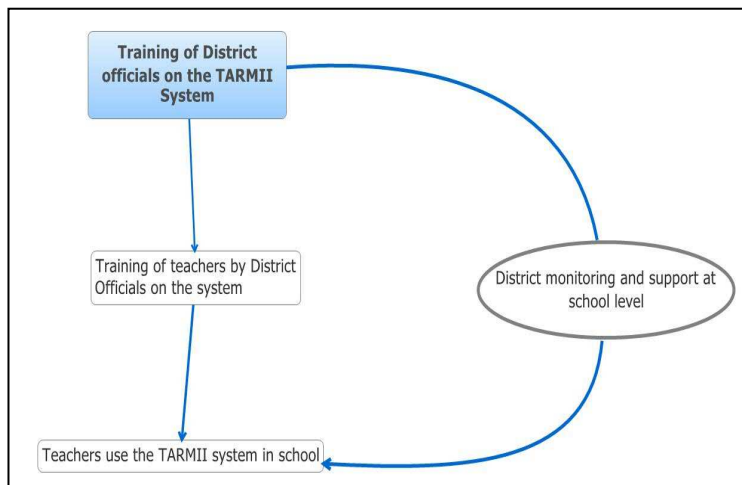 Training of District
officials on the TARMII
System
Training of teachers by District
Officials on the system
District monitoring and support at
school level
Teachers use the TARMII system in school